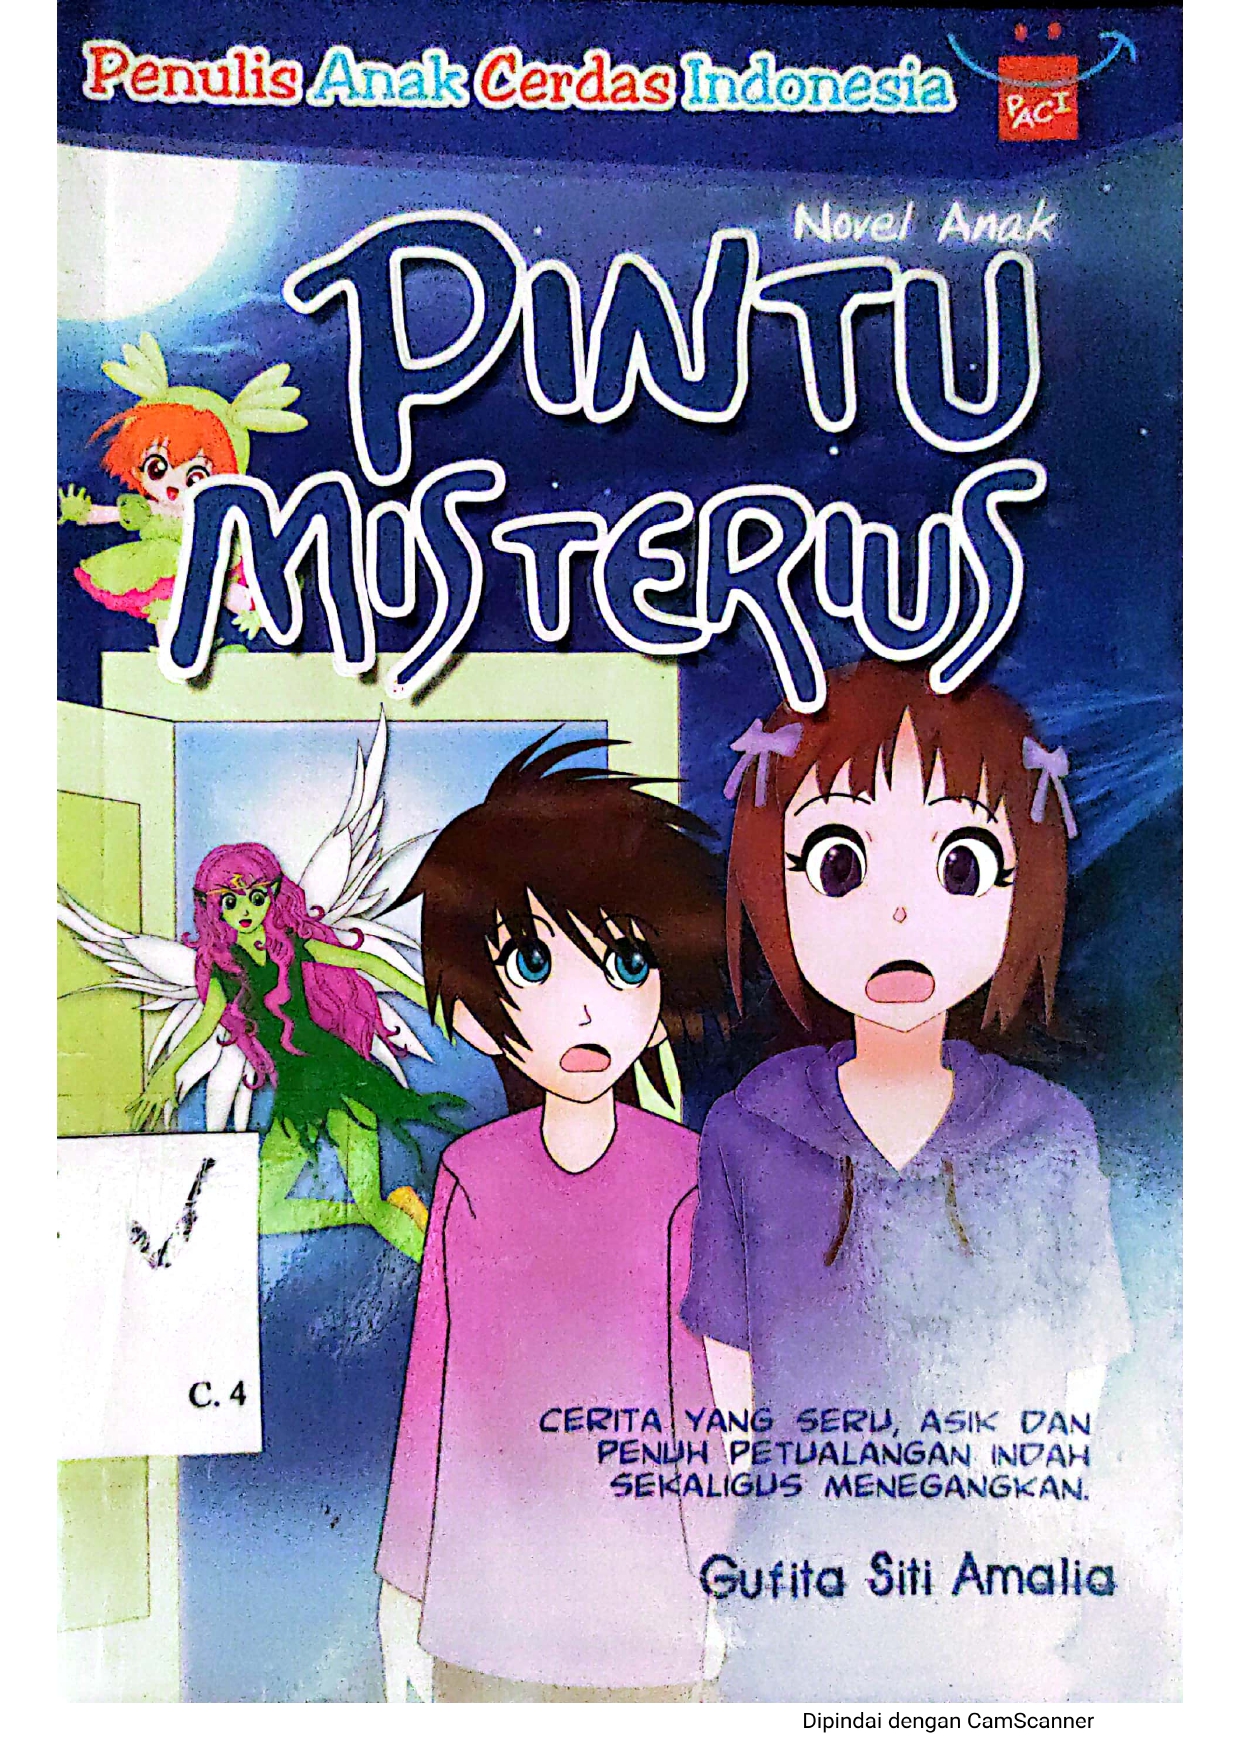 Penulis Anak Cerdas Indonesia
PACI
Novel Anak
PINTU
MISTERIUS
C. 4
CERITA YANG SERU, ASIK DAN
PENUH PETUALANGAN INDAH
SEKALIGUS MENEGANGKAN.
Gufita Siti Amalia
Dipindai dengan CamScanner